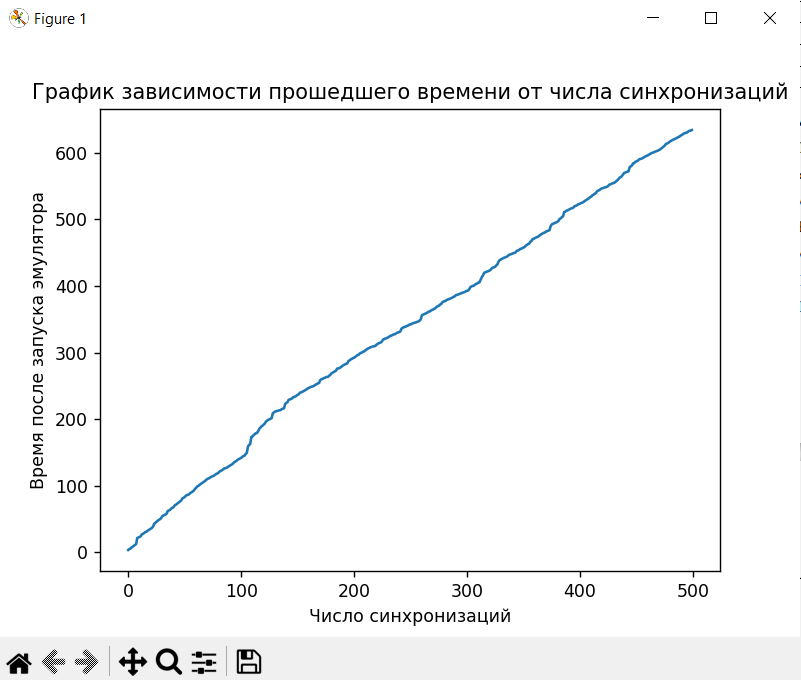 Figure 1
График зависимости прошедшего времени от числа синхронизаций
Время после запуска эмулятора
600
500
400
300
200
100
0
0 100 200 300 400 500
Число синхронизаций